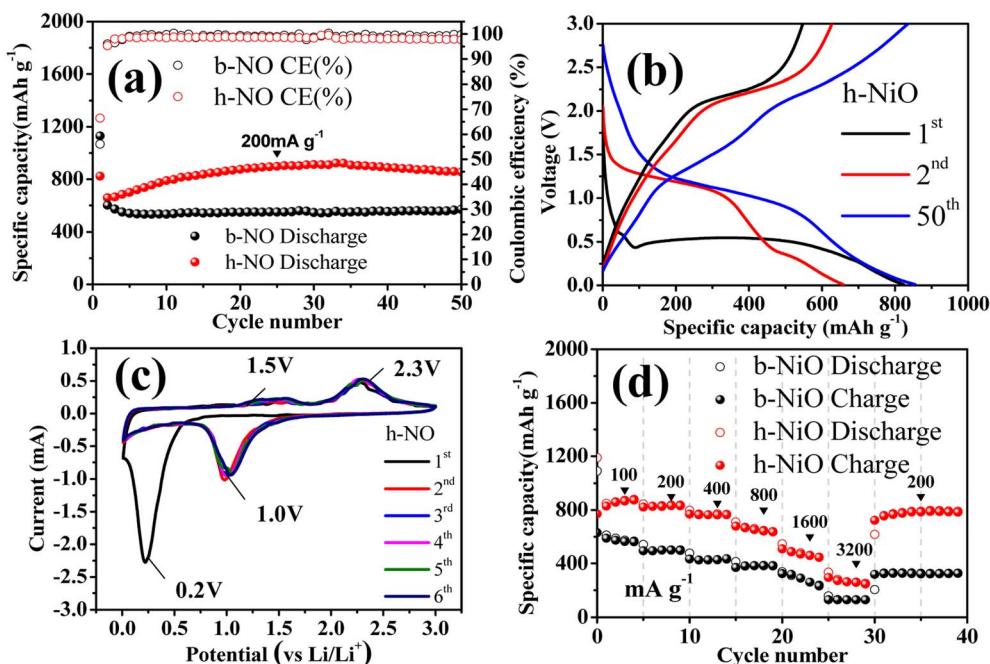 (a)
2000
1600
1200
800
400
0
Specific capacity(mAh g-1)
b-NO CE(%)
h-NO CE(%)
200mA g-1
b-NO Discharge
h-NO Discharge
0 10 20 30 40 50
Cycle number
100
90
80
70
60
50
40
30
20
10
0
Coulombic efficiency (%)
(b)
3.0
2.5
2.0
1.5
1.0
0.5
0.0
Voltage (V)
h-NiO
1st
2nd
50th
0 200 400 600 800 1000
Specific capacity (mAh g-1)
(c)
1.0
0.5
0.0
-0.5
-1.0
-1.5
-2.0
-2.5
-3.0
Current (mA)
1.5V
2.3V
1.0V
0.2V
h-NO
1st
2nd
3rd
4th
5th
6th
0.0 0.5 1.0 1.5 2.0 2.5 3.0
Potential (vs Li/Li+)
(d)
2000
1600
1200
800
400
0
Specific capacity(mAh g-1)
b-NiO Discharge
b-NiO Charge
h-NiO Discharge
h-NiO Charge
100 200 400 800 1600 3200 200
mA g-1
0 10 20 30 40
Cycle number